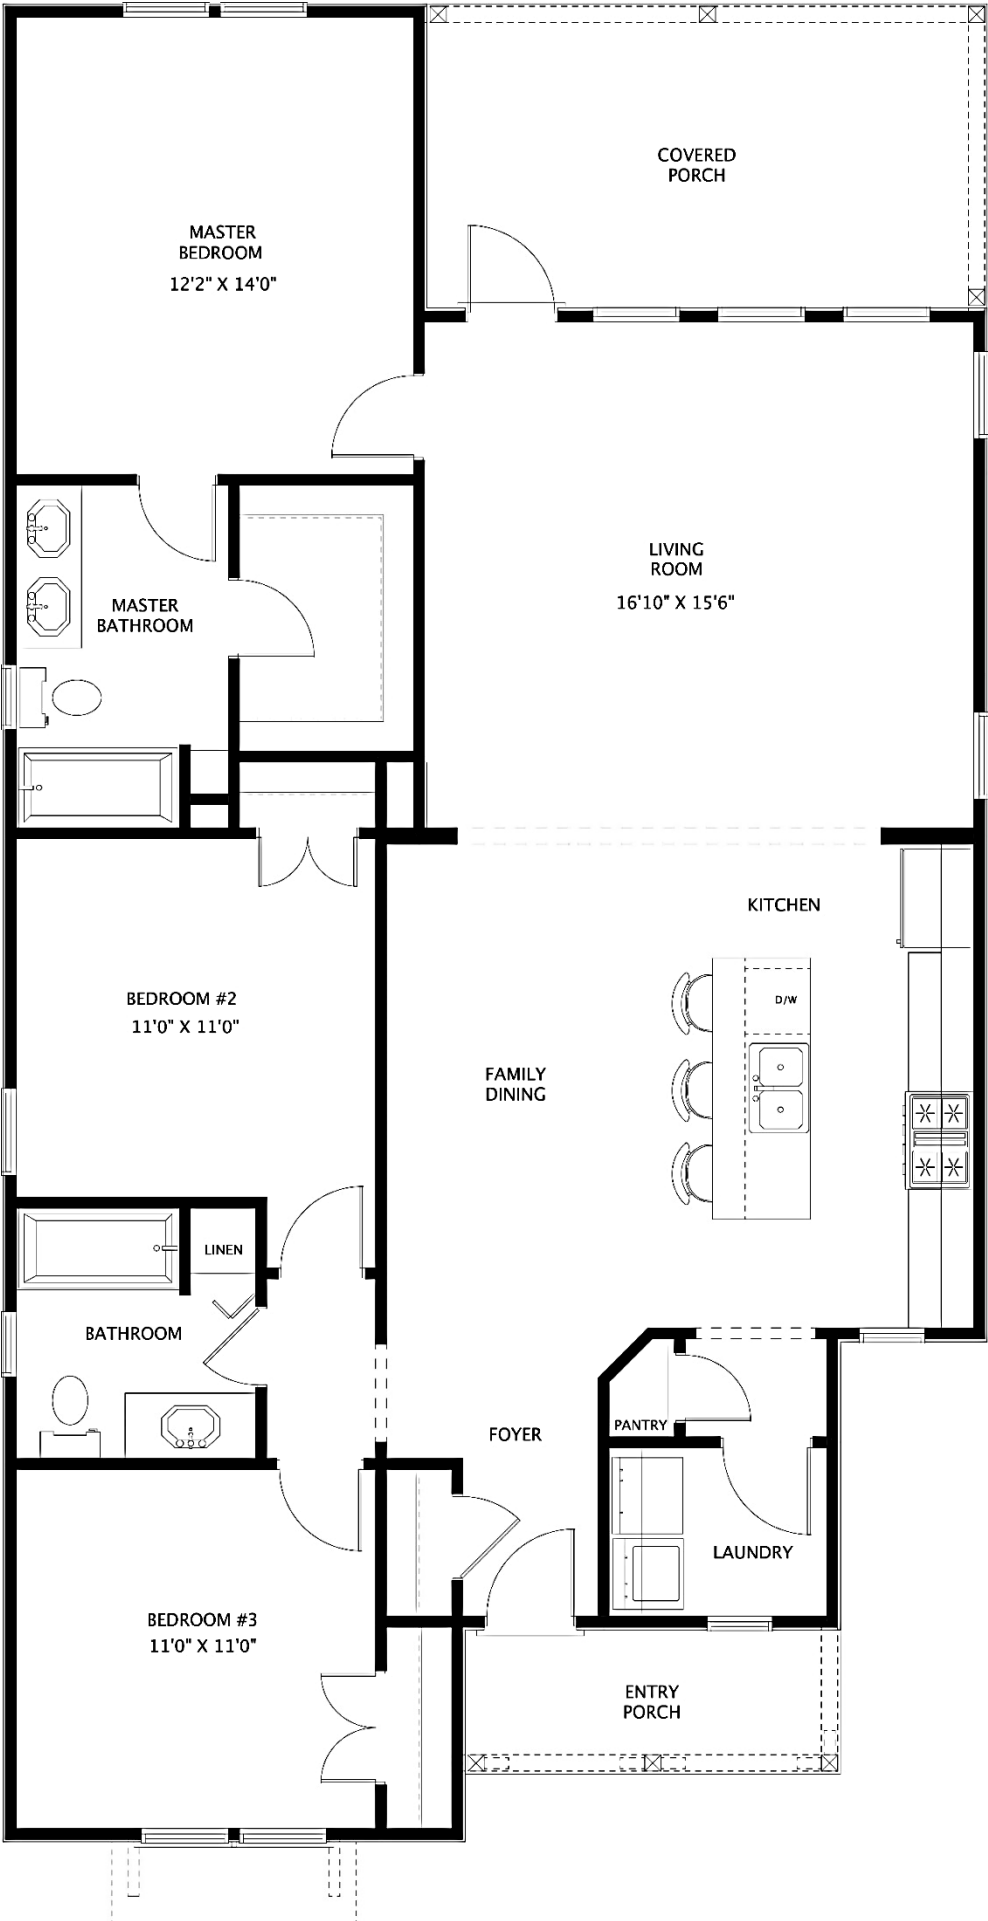 COVERED
PORCH
MASTER
BEDROOM
12'2" X 14'0"
LIVING
ROOM
16'10" X 15'6"
MASTER
BATHROOM
KITCHEN
D/W
BEDROOM #2
11'0" X 11'0"
FAMILY
DINING
LINEN
BATHROOM
PANTRY
FOYER
LAUNDRY
BEDROOM #3
11'0" X 11'0"
ENTRY
PORCH